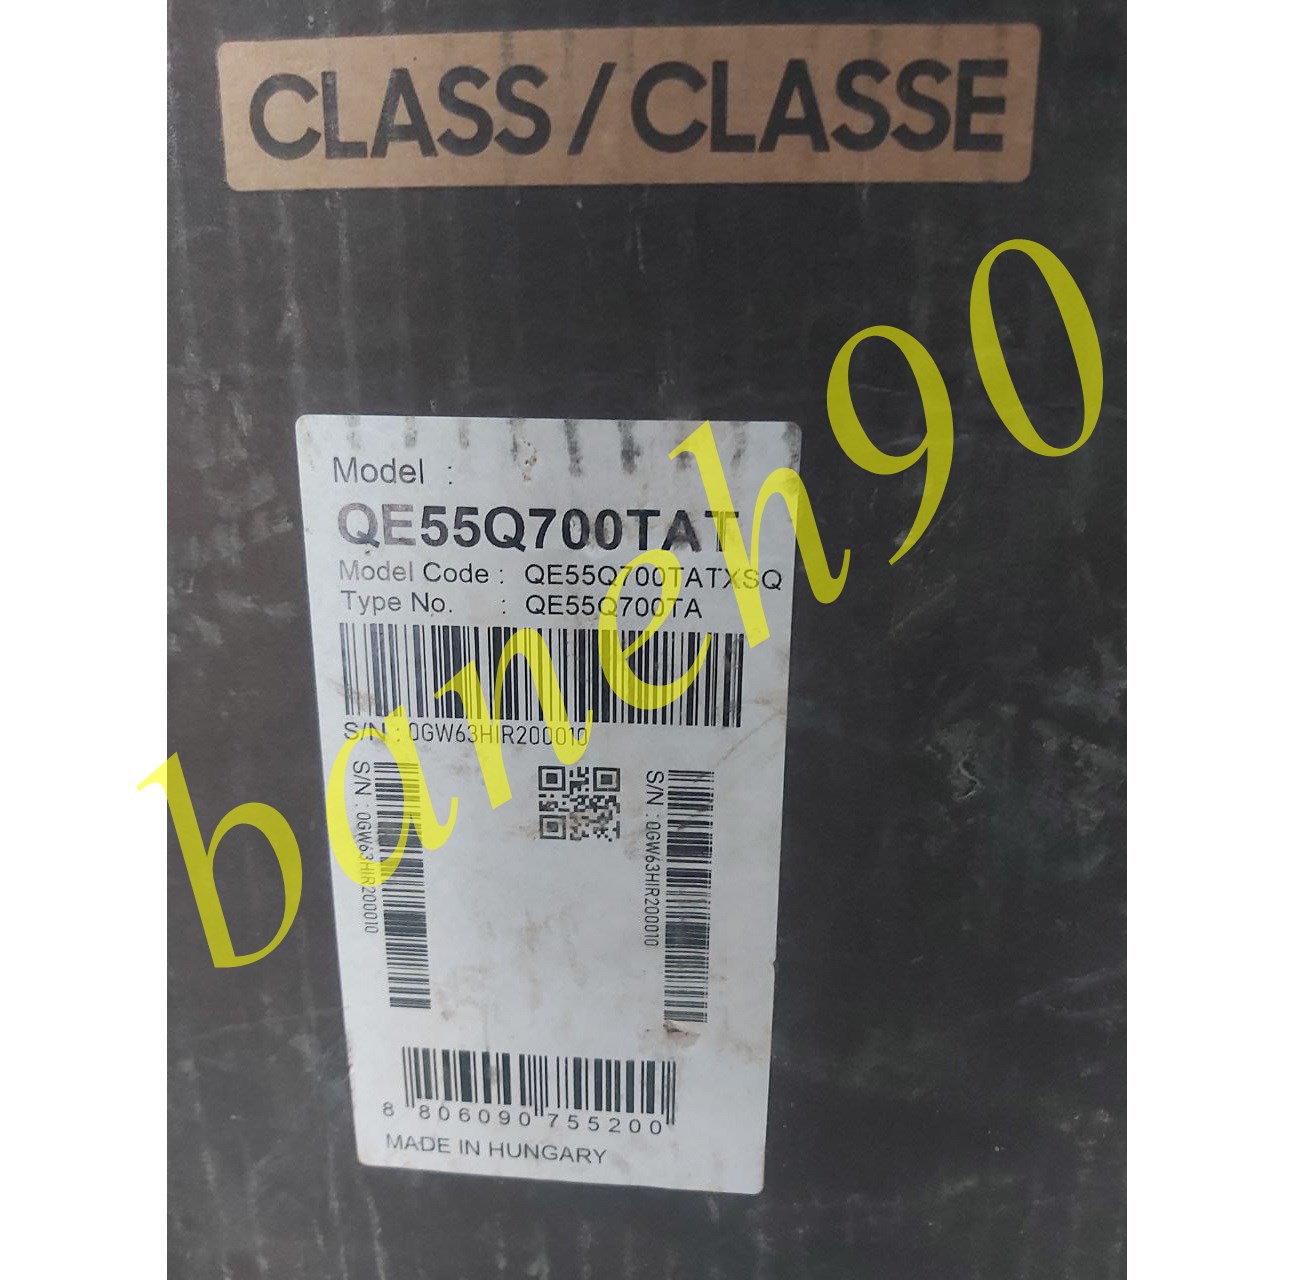 CLASS / CLASSE
Model :
QE55Q700TAT
Model Code : QE55Q700TATXSQ
Type No. : QE55Q700TA
S/N : 0GW63HIR200010
S/N : 0GW63HIR200010
S/N : 0GW63HIR200010
8 806090 755200
MADE IN HUNGARY
baneh90